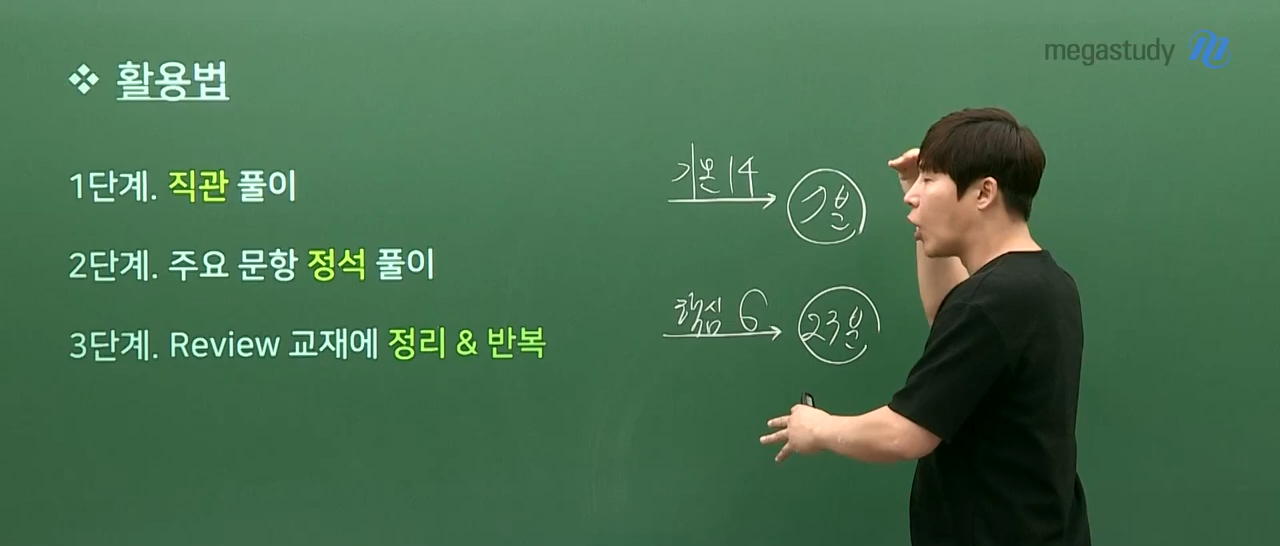 megastudy
❖ 활용법
1단계. 직관 풀이
2단계. 주요 문항 정석 풀이
3단계. Review 교재에 정리 & 반복
기본 14
7분
핵심 6
23분